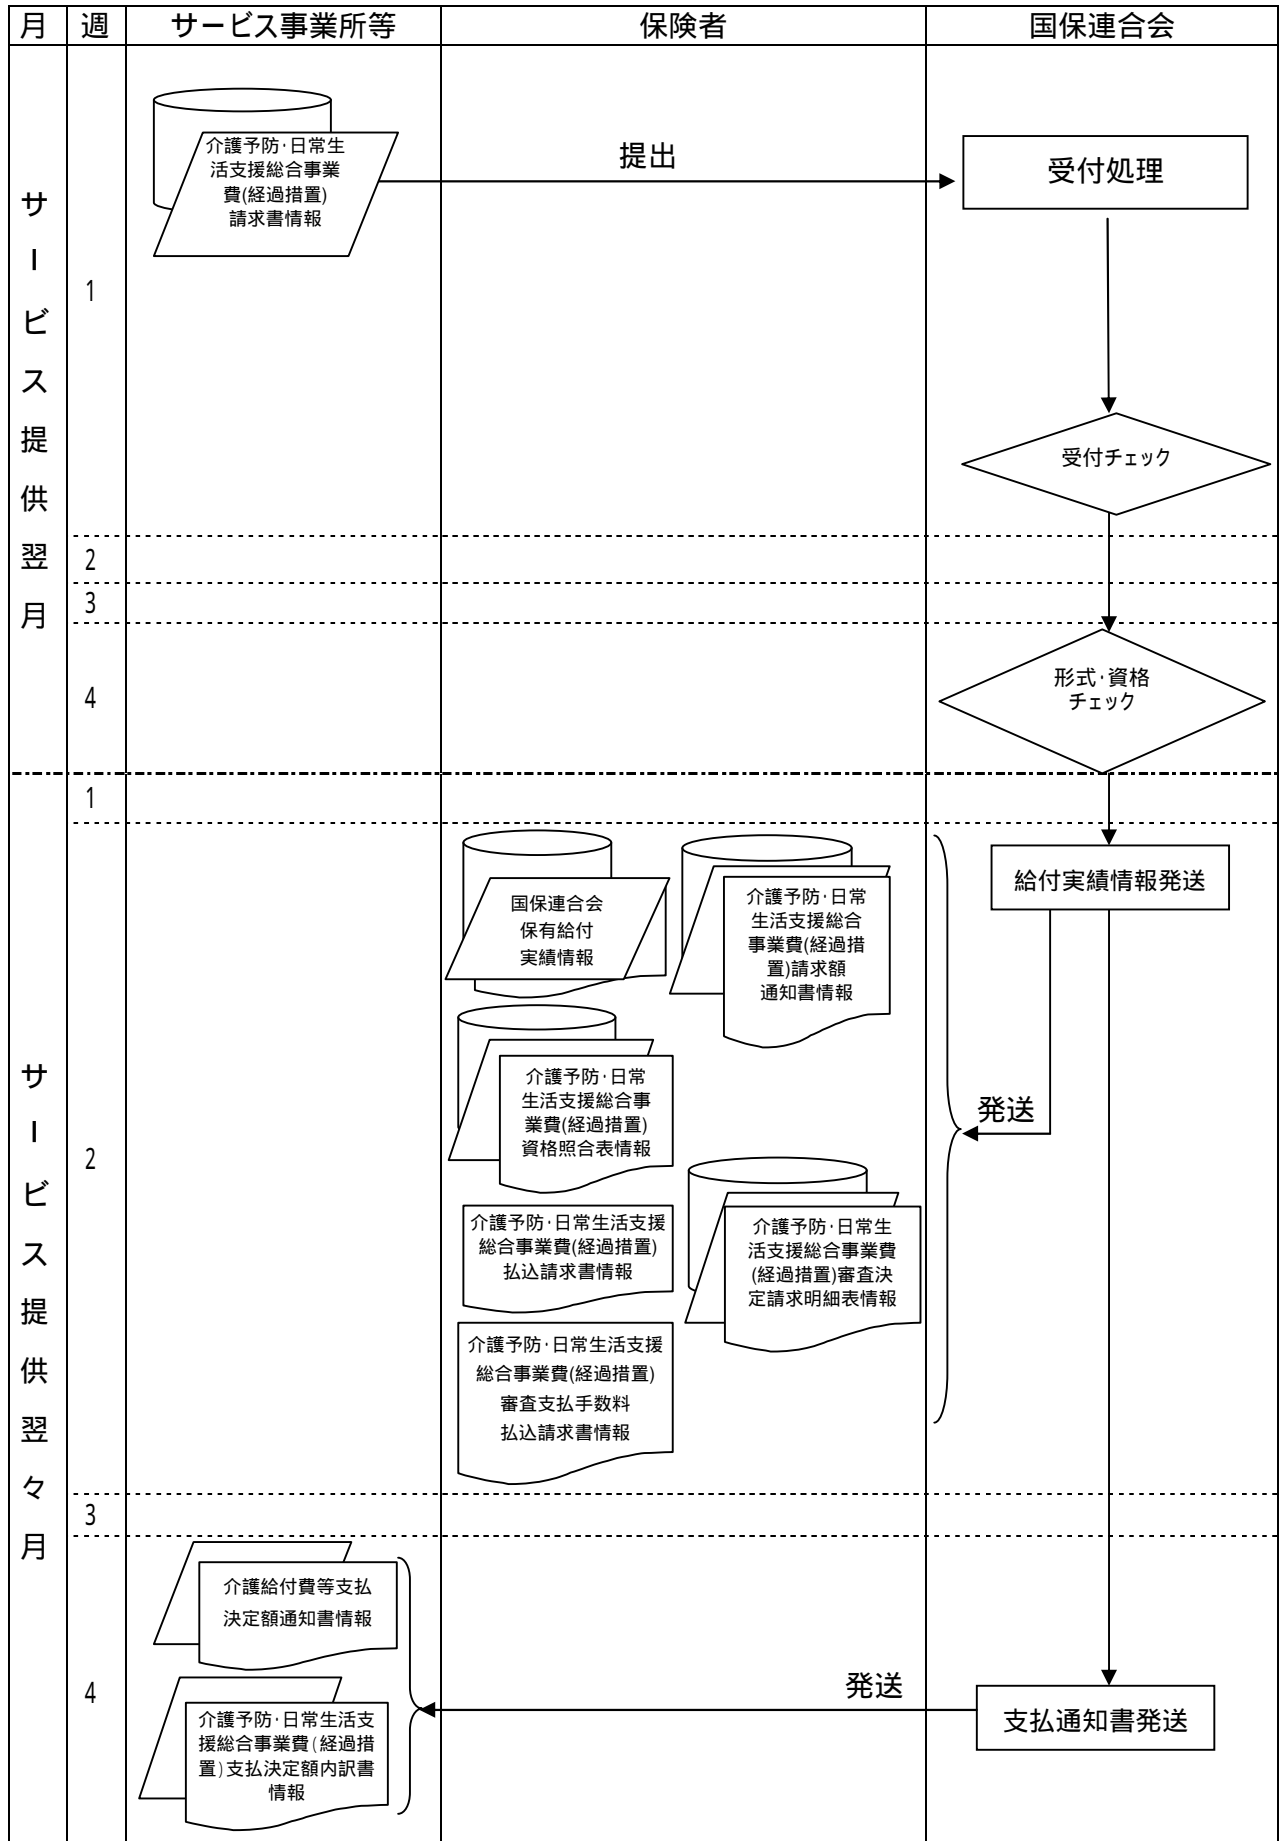 月 週 サービス事業所等 保険者 国保連合会
サービス提供翌月
1
介護予防･日常生
活支援総合事業
費(経過措置)
請求書情報
提出
受付処理
受付チェック
2
3
4
形式･資格
チェック
サービス提供翌々月
1
2
国保連合会
保有給付
実績情報
介護予防･日常
生活支援総合
事業費(経過措
置)請求額
通知書情報
給付実績情報発送
介護予防･日常
生活支援総合事
業費(経過措置)
資格照合表情報
発送
介護予防･日常生活支援
総合事業費(経過措置)
払込請求書情報
介護予防･日常生
活支援総合事業費
(経過措置)審査決
定請求明細表情報
介護予防･日常生活支援
総合事業費(経過措置)
審査支払手数料
払込請求書情報
3
4
介護給付費等支払
決定額通知書情報
介護予防･日常生活支
援総合事業費(経過措
置)支払決定額内訳書
情報
発送
支払通知書発送